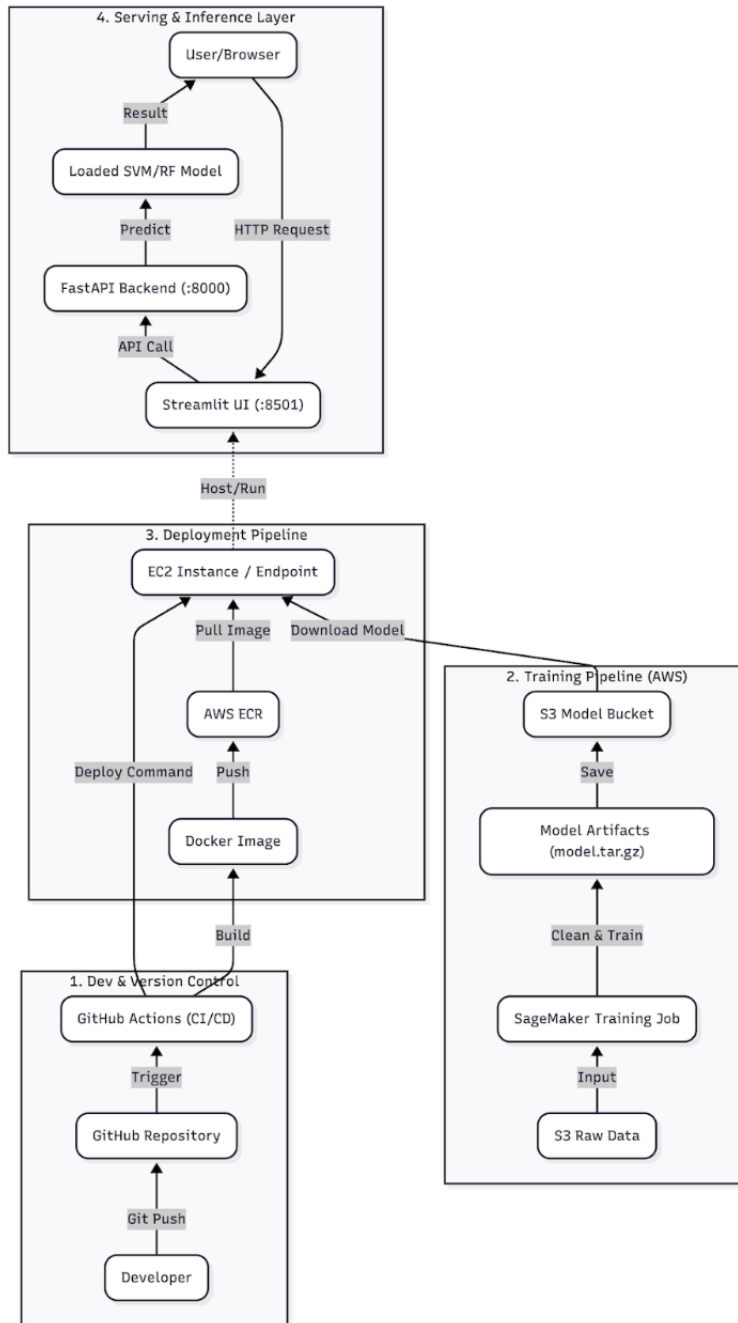 4. Serving & Inference Layer
User/Browser
Result
Loaded SVM/RF Model
Predict
HTTP Request
FastAPI Backend (:8000)
API Call
Streamlit UI (:8501)
Host/Run
3. Deployment Pipeline
EC2 Instance / Endpoint
Pull Image
Download Model
2. Training Pipeline (AWS)
AWS ECR
S3 Model Bucket
Deploy Command
Push
Save
Docker Image
Model Artifacts
(model.tar.gz)
Build
Clean & Train
1. Dev & Version Control
GitHub Actions (CI/CD)
SageMaker Training Job
Trigger
Input
GitHub Repository
S3 Raw Data
Git Push
Developer